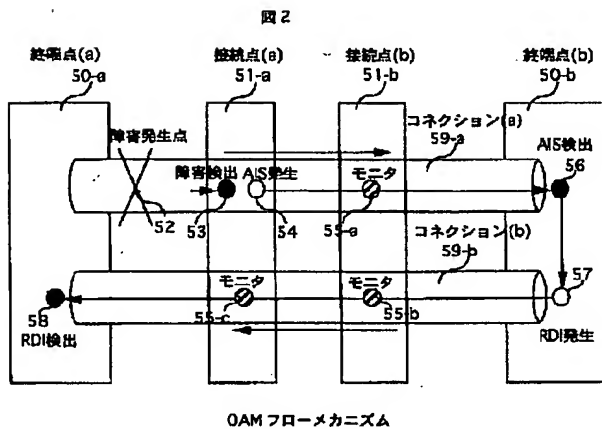 図2
終端点(a)
50-a
接続点(a)
51-a
接続点(b)
51-b
終端点(b)
50-b
障害発生点
52
コネクション(a)
59-a
障害検出
53
AIS発生
54
モニタ
55-a
AIS検出
56
コネクション(b)
59-b
モニタ
55-c
モニタ
55-b
57
RDI発生
58
RDI検出
OAMフローメカニズム